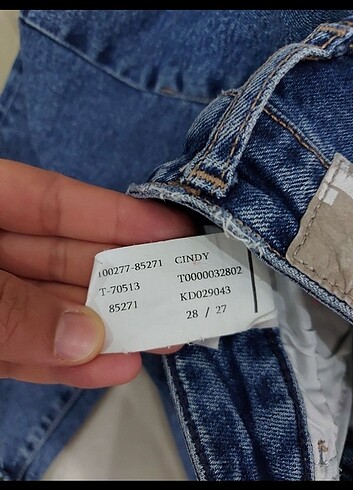 100277-85271 CINDY
T-70513 T0000032802
85271 KD029043
28 / 27